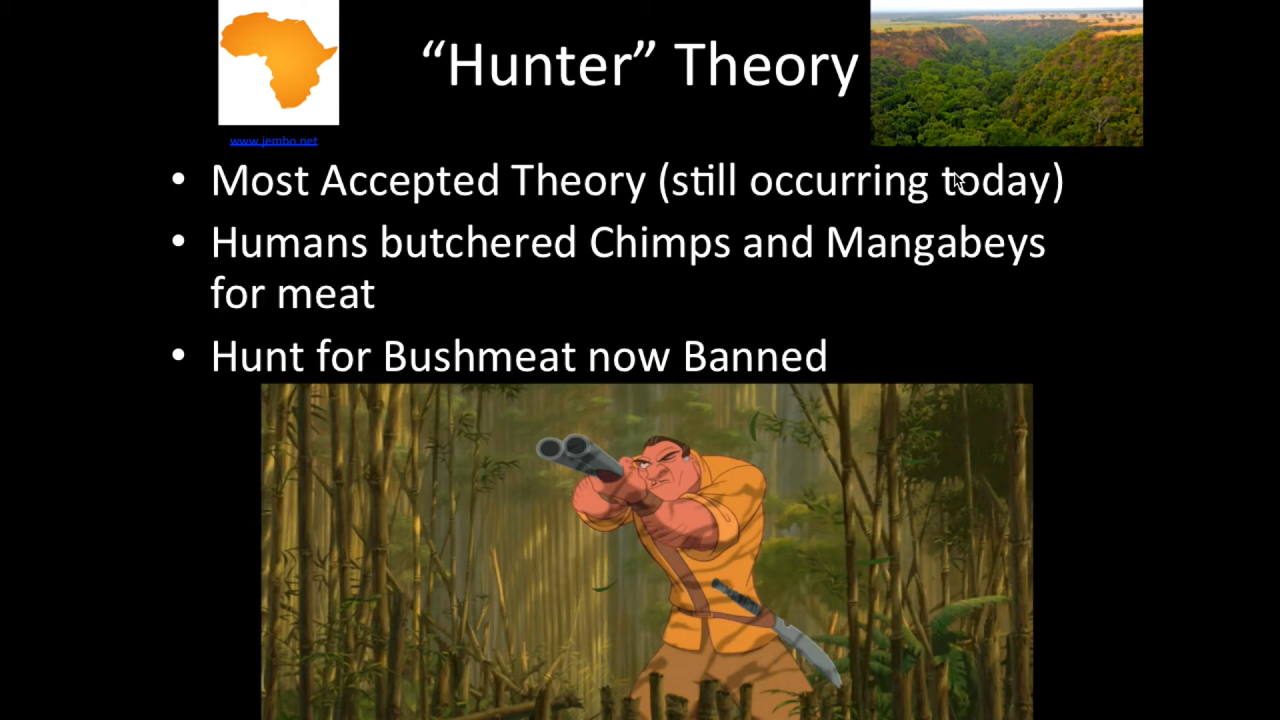 “Hunter” Theory
www.jembo.net
• Most Accepted Theory (still occurring today)
• Humans butchered Chimps and Mangabeys
for meat
• Hunt for Bushmeat now Banned